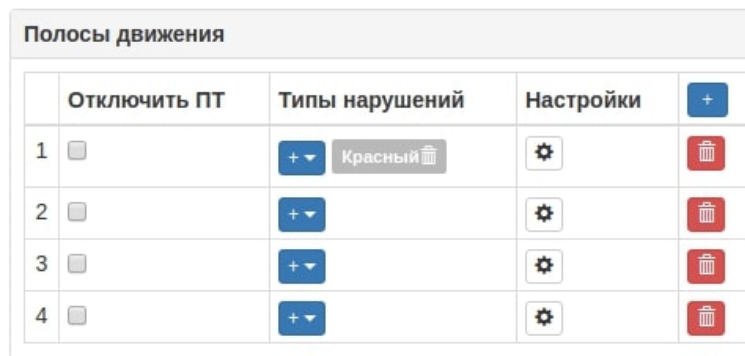 Полосы движения
Отключить ПТ Типы нарушений Настройки +
1 + Красный
2 +
3 +
4 +